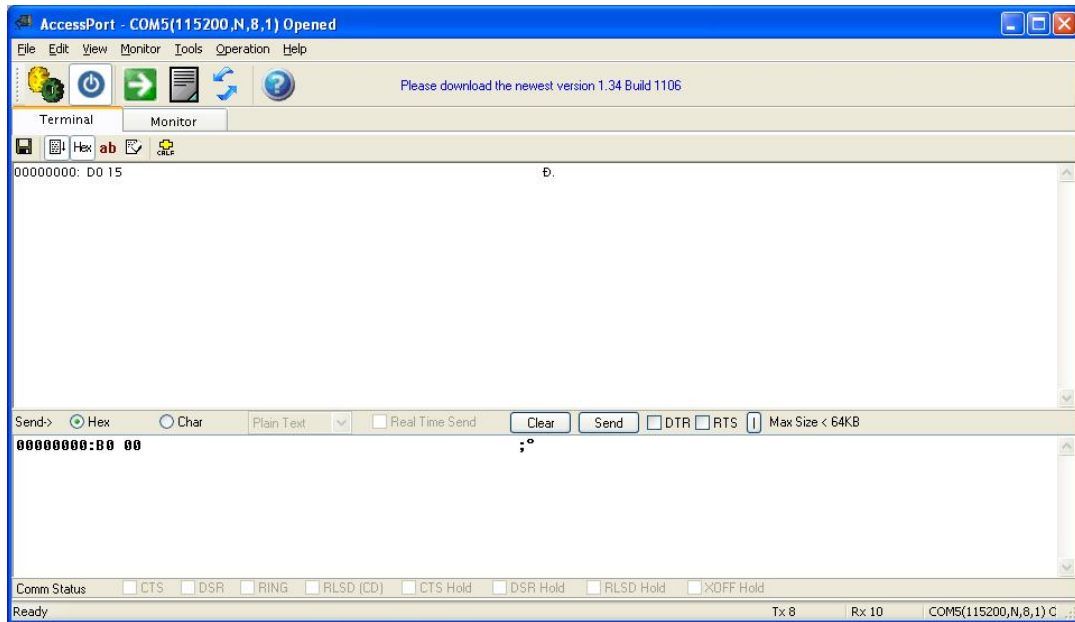 AccessPort - COM5(115200,N,8,1) Opened
File Edit View Monitor Tools Operation Help
Please download the newest version 1.34 Build 1106
Terminal Monitor
Hex ab CRLF
00000000: D0 15 Ð.
Send-> Hex Char Plain Text Real Time Send Clear Send DTR RTS | Max Size < 64KB
00000000:B0 00 ;°
Comm Status CTS DSR RING RLSD (CD) CTS Hold DSR Hold RLSD Hold XOFF Hold
Ready Tx 8 Rx 10 COM5(115200,N,8,1) O